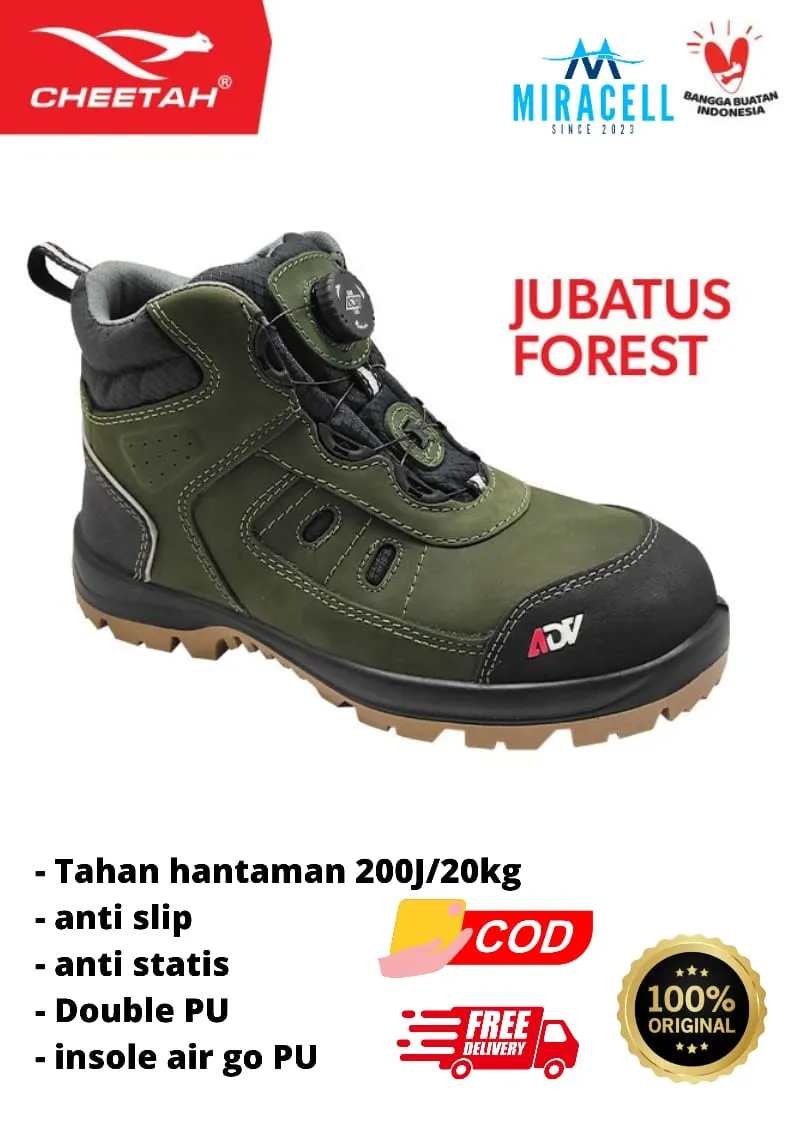 CHEETAH®
MIRACELL
SINCE 2023
BANGGA BUATAN
INDONESIA
JUBATUS
FOREST
ADV
- Tahan hantaman 200J/20kg
- anti slip
- anti statis
- Double PU
- insole air go PU
COD
FREE
DELIVERY
100%
ORIGINAL